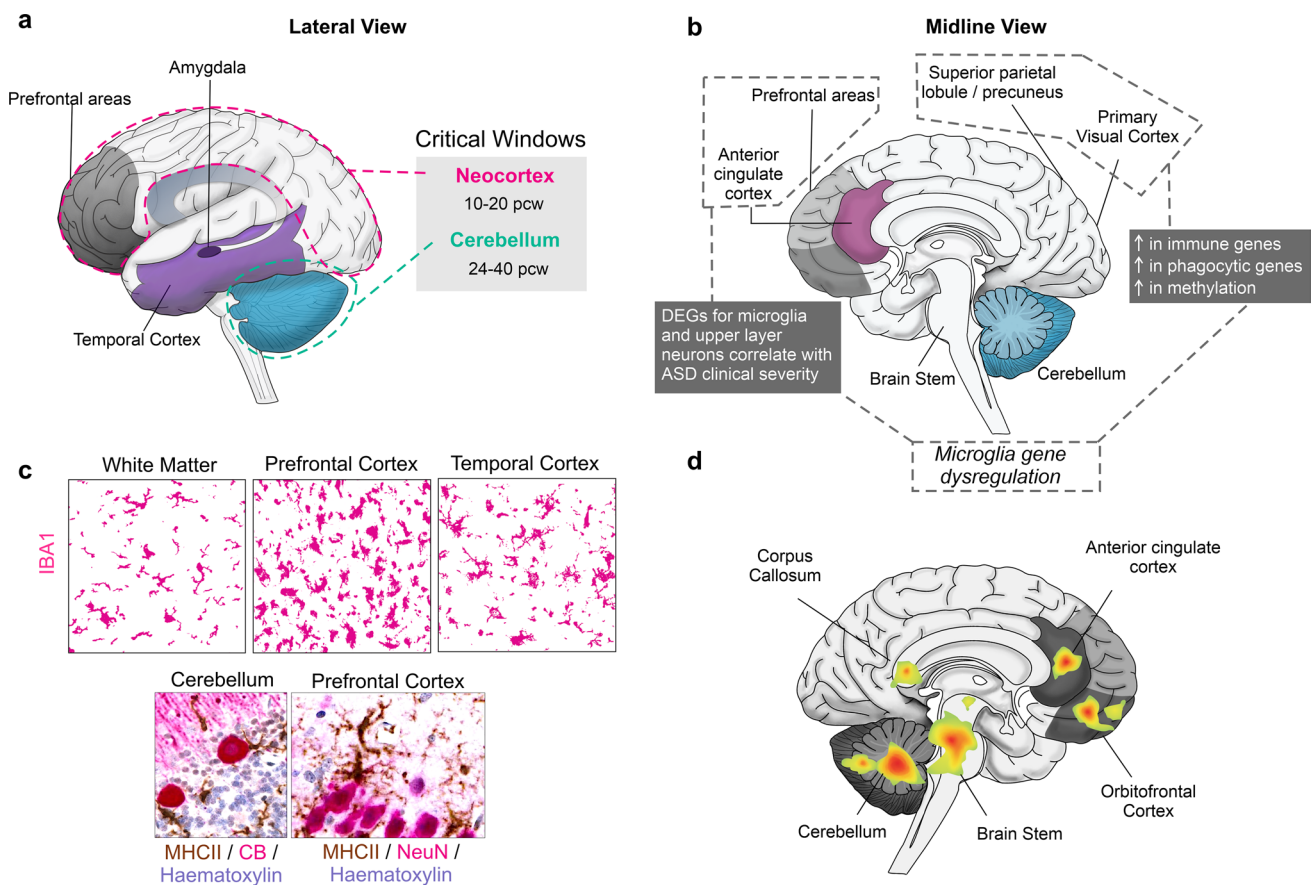 a
Lateral View
Amygdala
Prefrontal areas
Critical Windows
Neocortex
10-20 pcw
Cerebellum
24-40 pcw
Temporal Cortex
b
Midline View
Superior parietal
lobule / precuneus
Prefrontal areas
Primary
Visual Cortex
Anterior
cingulate
cortex
↑ in immune genes
↑ in phagocytic genes
↑ in methylation
DEGs for microglia
and upper layer
neurons correlate with
ASD clinical severity
Brain Stem
Cerebellum
Microglia gene
dysregulation
c
White Matter
Prefrontal Cortex
Temporal Cortex
IBA1
Cerebellum
Prefrontal Cortex
MHCII / CB /
Haematoxylin
MHCII / NeuN /
Haematoxylin
d
Corpus
Callosum
Anterior cingulate
cortex
Orbitofrontal
Cortex
Cerebellum
Brain Stem